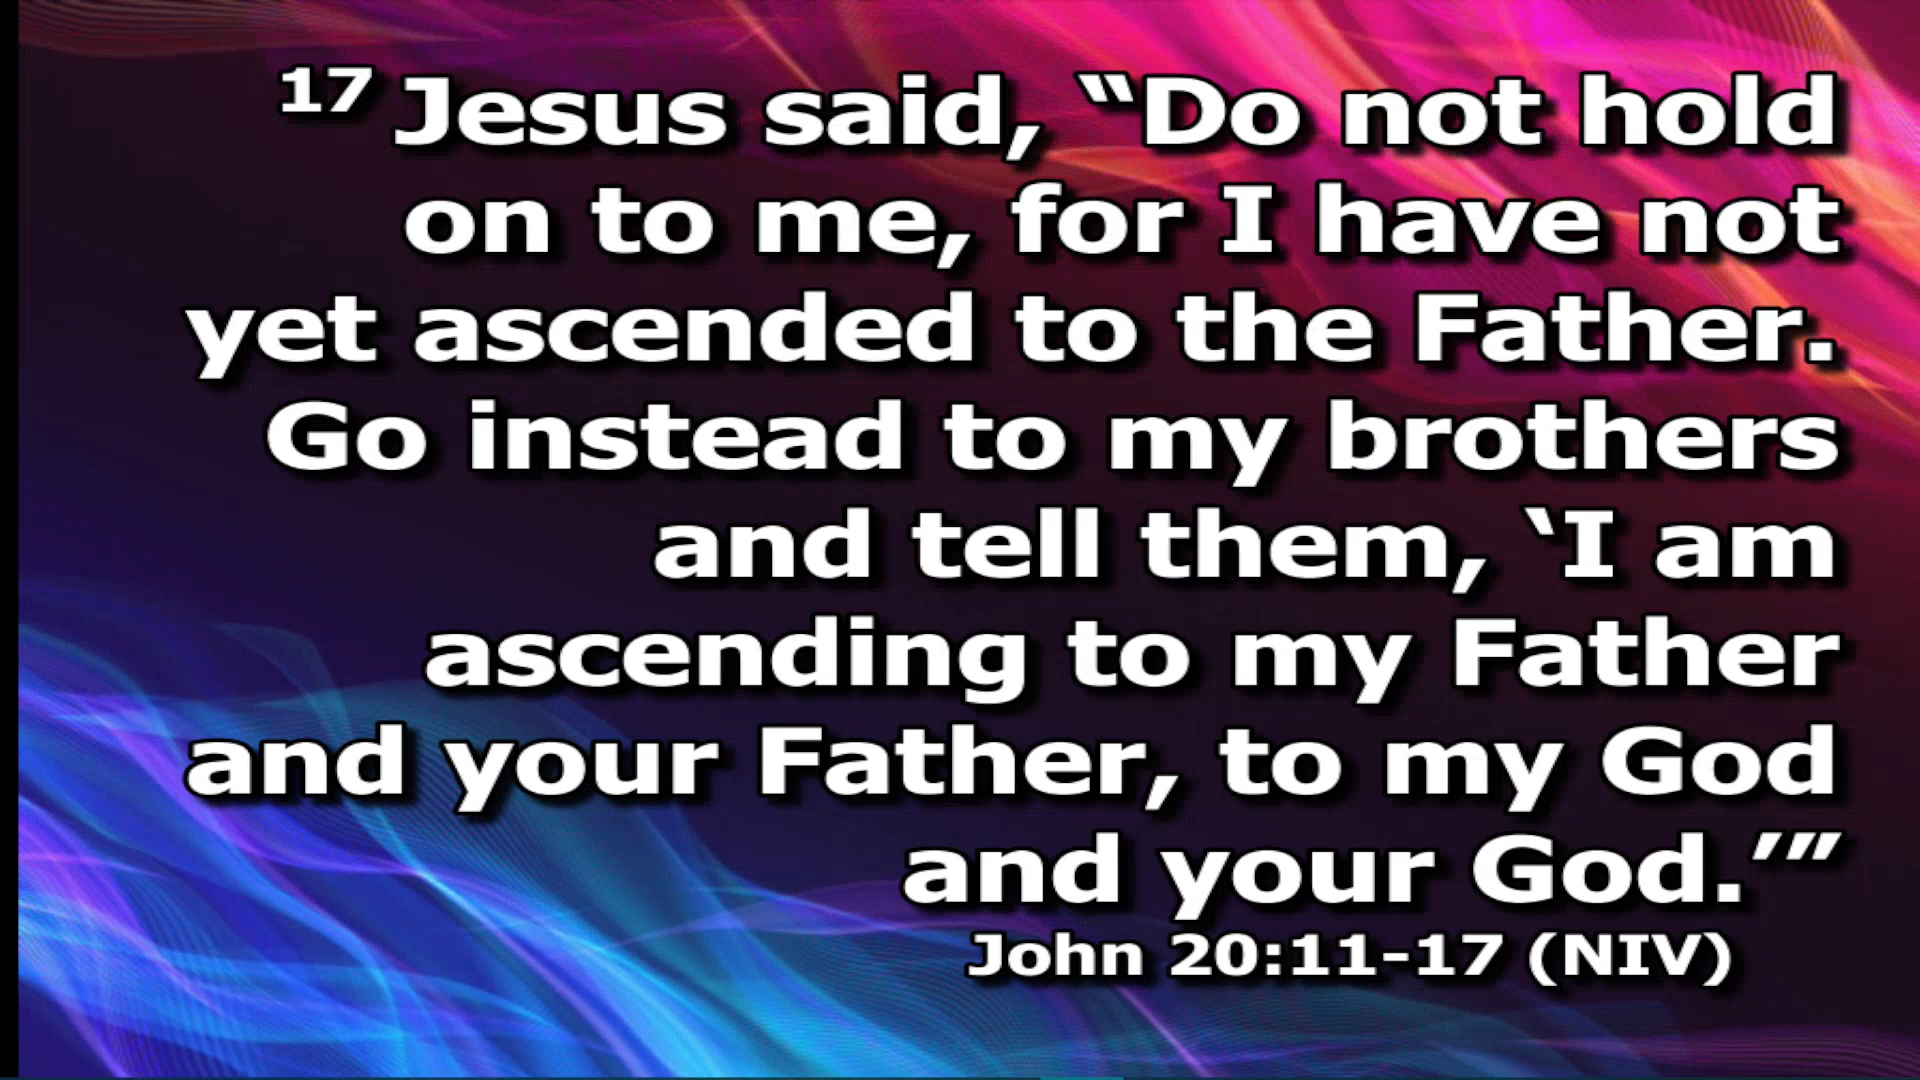 17 Jesus said, “Do not hold
on to me, for I have not
yet ascended to the Father.
Go instead to my brothers
and tell them, ‘I am
ascending to my Father
and your Father, to my God
and your God.’”
John 20:11-17 (NIV)